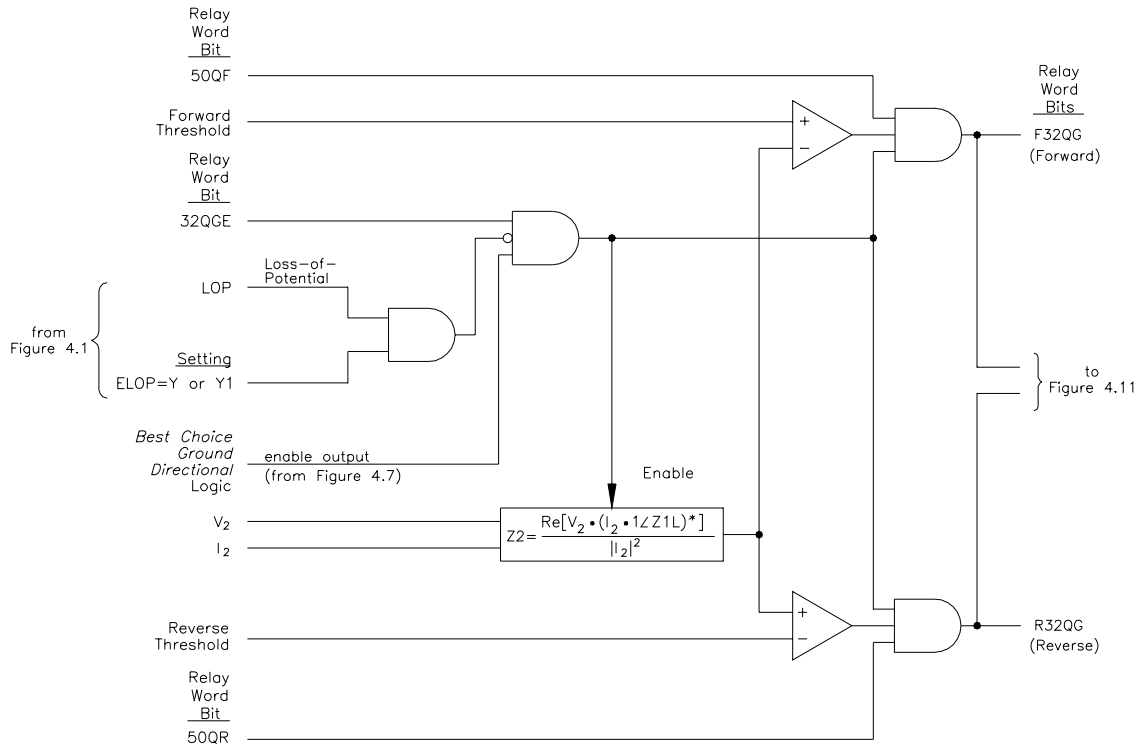 Relay
Word
Bit
50QF
Forward
Threshold
Relay
Word
Bit
32QGE
Loss-of-
Potential
LOP
from
Figure 4.1
Setting
ELOP=Y or Y1
Best Choice
Ground
Directional
Logic
enable output
(from Figure 4.7)
Enable
V2
I2
Z2= Re[V2 • (I2 • 1∠Z1L)*] / |I2|²
Reverse
Threshold
Relay
Word
Bit
50QR
+
−
+
−
Relay
Word
Bits
F32QG
(Forward)
to
Figure 4.11
R32QG
(Reverse)